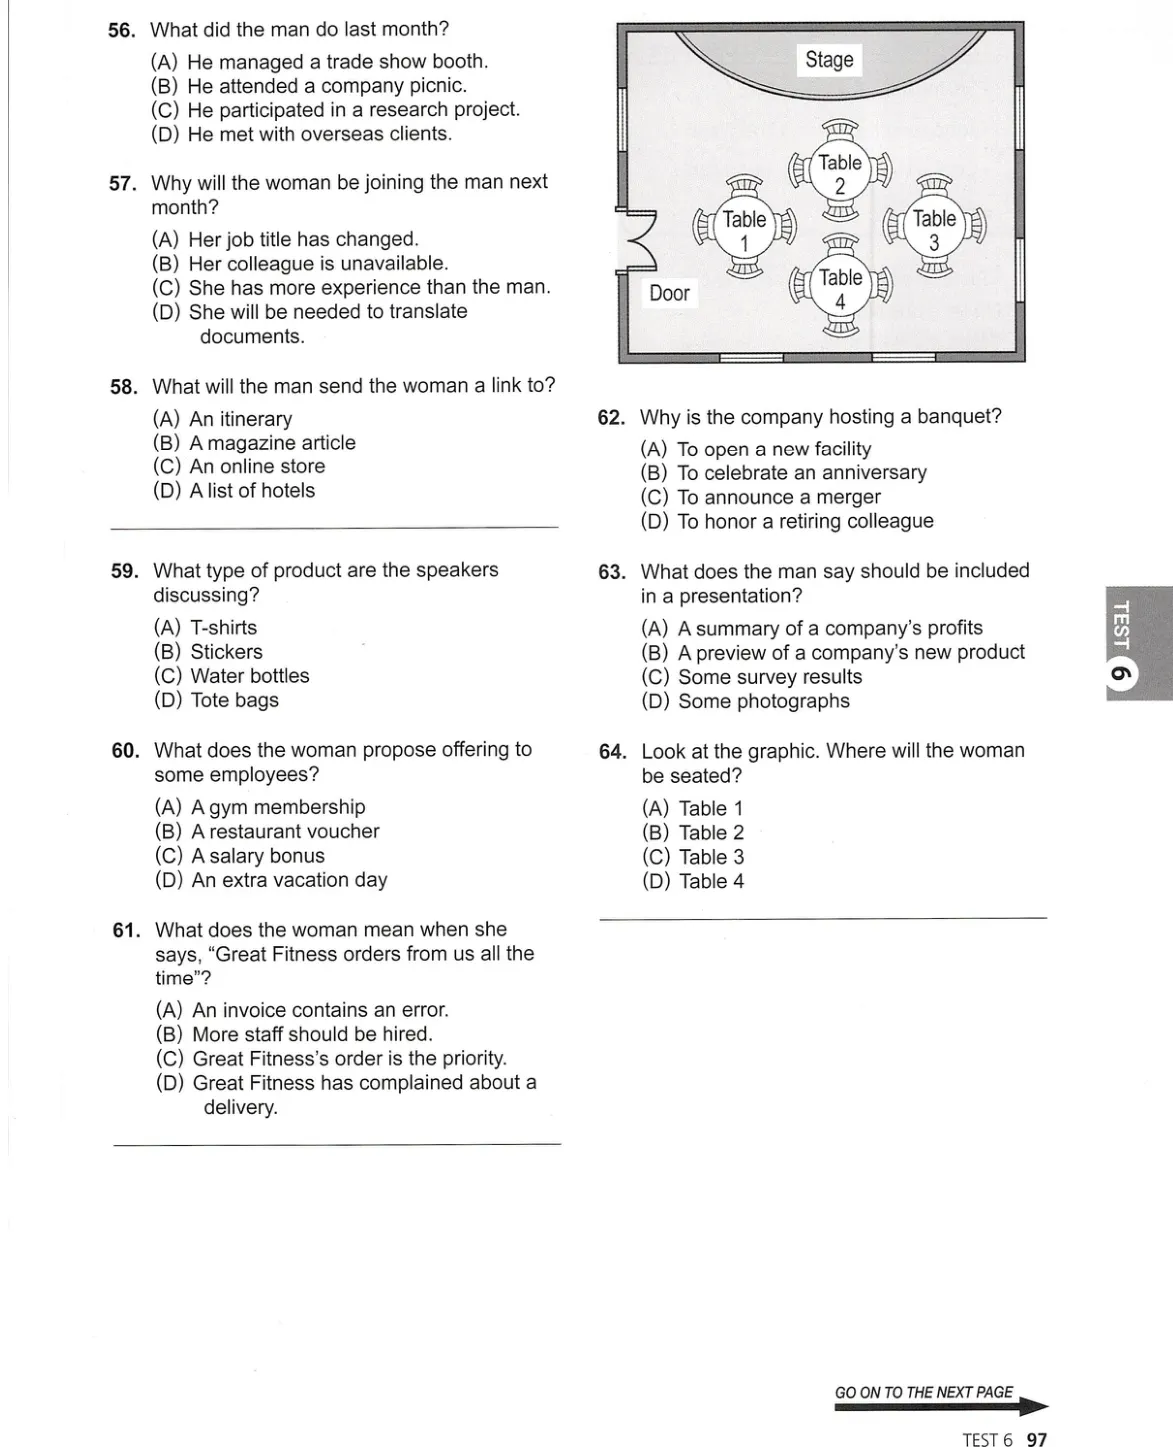 56. What did the man do last month?
(A) He managed a trade show booth.
(B) He attended a company picnic.
(C) He participated in a research project.
(D) He met with overseas clients.
57. Why will the woman be joining the man next
month?
(A) Her job title has changed.
(B) Her colleague is unavailable.
(C) She has more experience than the man.
(D) She will be needed to translate
documents.
58. What will the man send the woman a link to?
(A) An itinerary
(B) A magazine article
(C) An online store
(D) A list of hotels
59. What type of product are the speakers
discussing?
(A) T-shirts
(B) Stickers
(C) Water bottles
(D) Tote bags
60. What does the woman propose offering to
some employees?
(A) A gym membership
(B) A restaurant voucher
(C) A salary bonus
(D) An extra vacation day
61. What does the woman mean when she
says, “Great Fitness orders from us all the
time”?
(A) An invoice contains an error.
(B) More staff should be hired.
(C) Great Fitness’s order is the priority.
(D) Great Fitness has complained about a
delivery.
Stage
Table
2
Table
1
Table
3
Table
4
Door
62. Why is the company hosting a banquet?
(A) To open a new facility
(B) To celebrate an anniversary
(C) To announce a merger
(D) To honor a retiring colleague
63. What does the man say should be included
in a presentation?
(A) A summary of a company’s profits
(B) A preview of a company’s new product
(C) Some survey results
(D) Some photographs
64. Look at the graphic. Where will the woman
be seated?
(A) Table 1
(B) Table 2
(C) Table 3
(D) Table 4
TEST 6
GO ON TO THE NEXT PAGE
TEST 6 97